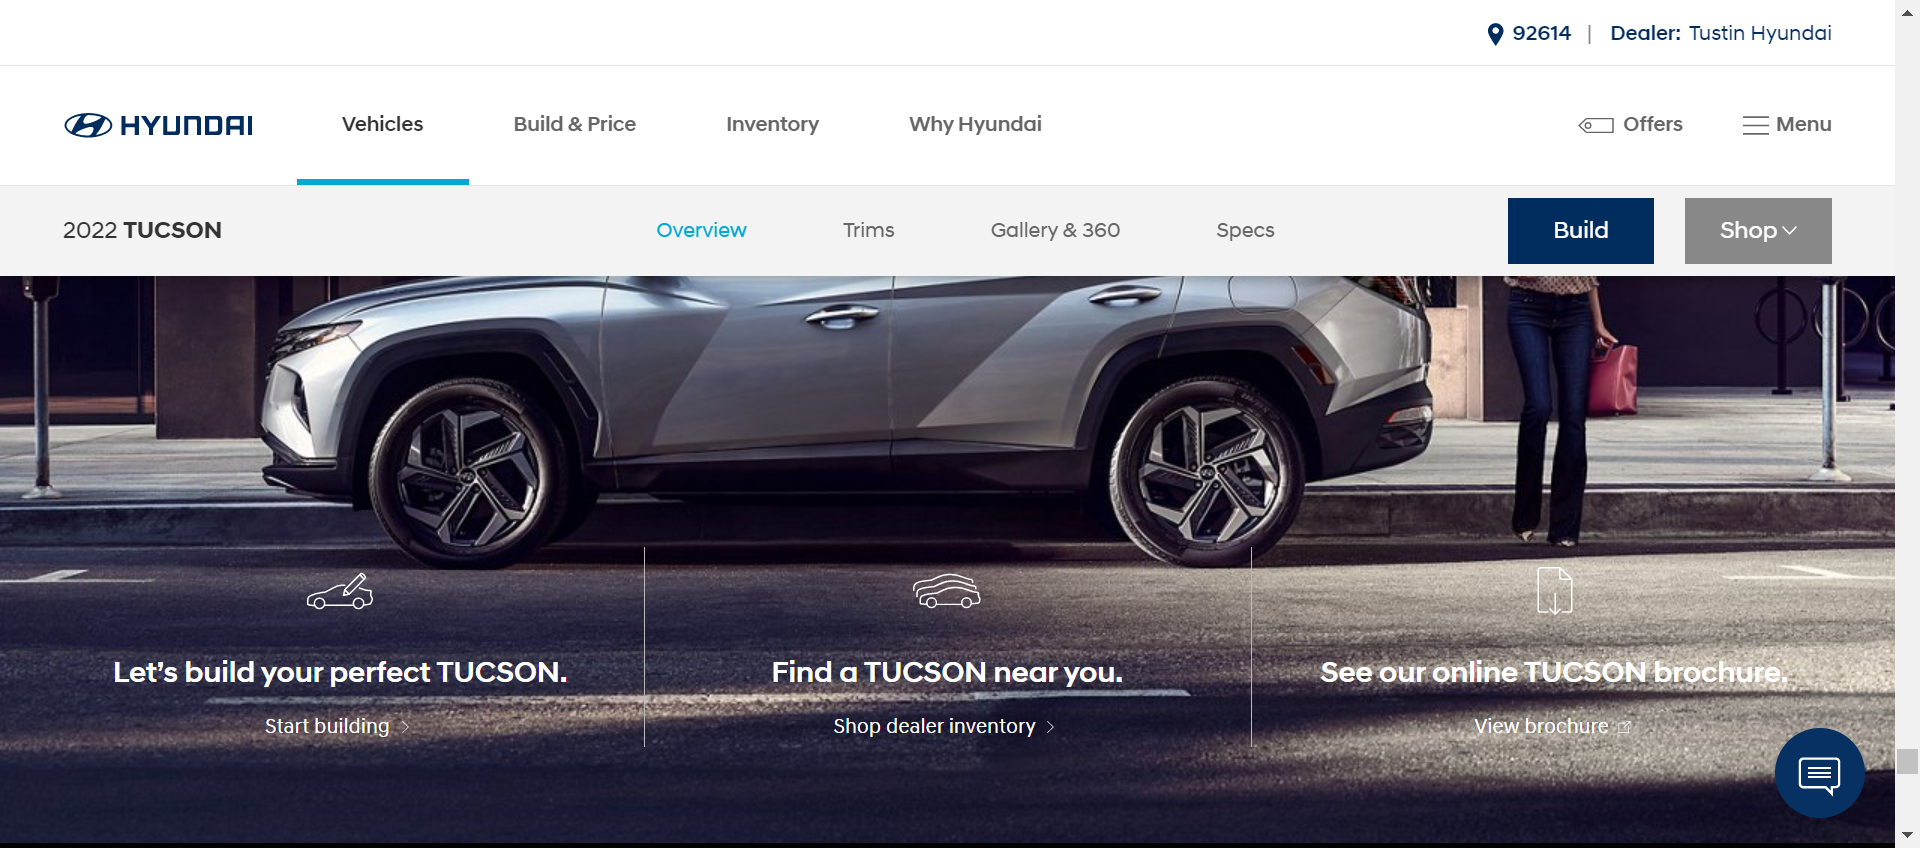 92614 | Dealer: Tustin Hyundai
HYUNDAI Vehicles Build & Price Inventory Why Hyundai Offers Menu
2022 TUCSON Overview Trims Gallery & 360 Specs Build Shop
Let’s build your perfect TUCSON. Find a TUCSON near you. See our online TUCSON brochure.
Start building Shop dealer inventory View brochure